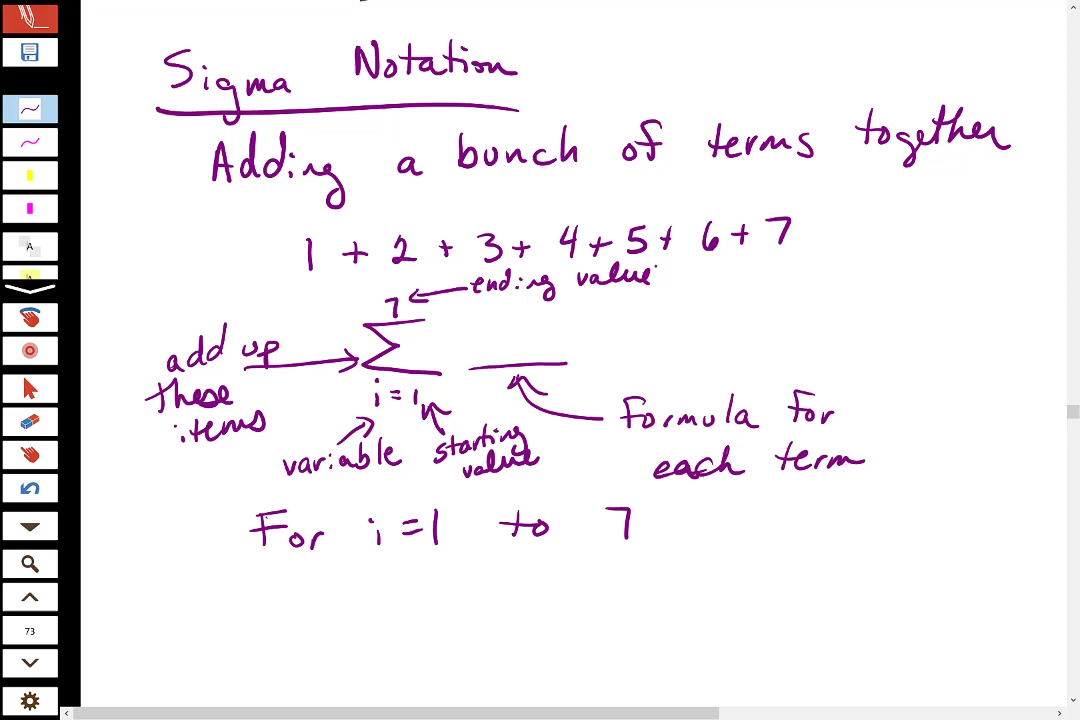 Sigma Notation
Adding a bunch of terms together
1 + 2 + 3 + 4 + 5 + 6 + 7
7 ← ending value
add up these items
Σ
i = 1
variable
starting value
formula for each term
For i = 1 to 7
A
73